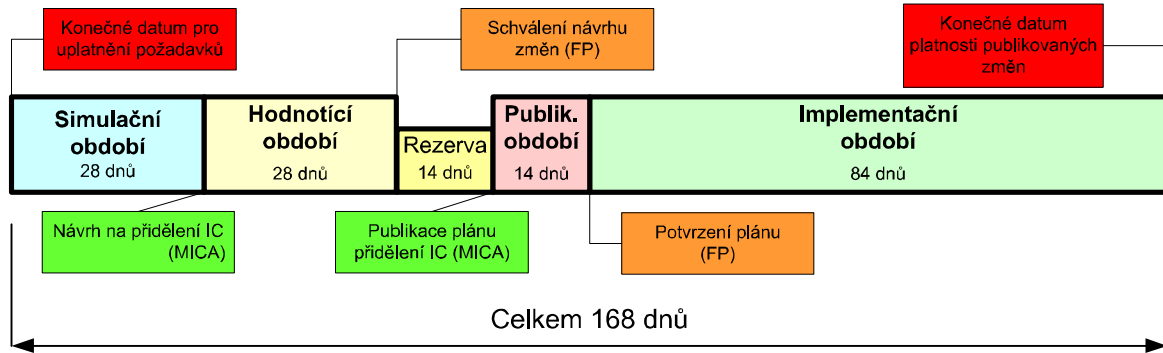 Konečné datum pro
uplatnění požadavků
Schválení návrhu
změn (FP)
Konečné datum
platnosti publikovaných
změn
Simulační
období
28 dnů
Hodnotící
období
28 dnů
Rezerva
14 dnů
Publik.
období
14 dnů
Implementační
období
84 dnů
Návrh na přidělení IC
(MICA)
Publikace plánu
přidělení IC (MICA)
Potvrzení plánu
(FP)
Celkem 168 dnů